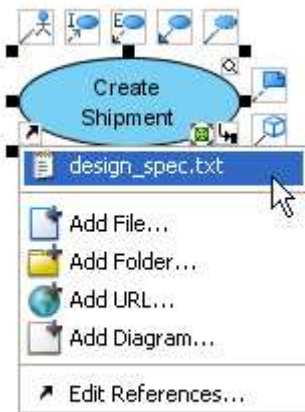 I
E
Create
Shipment
design_spec.txt
Add File...
Add Folder...
Add URL...
Add Diagram...
Edit References...